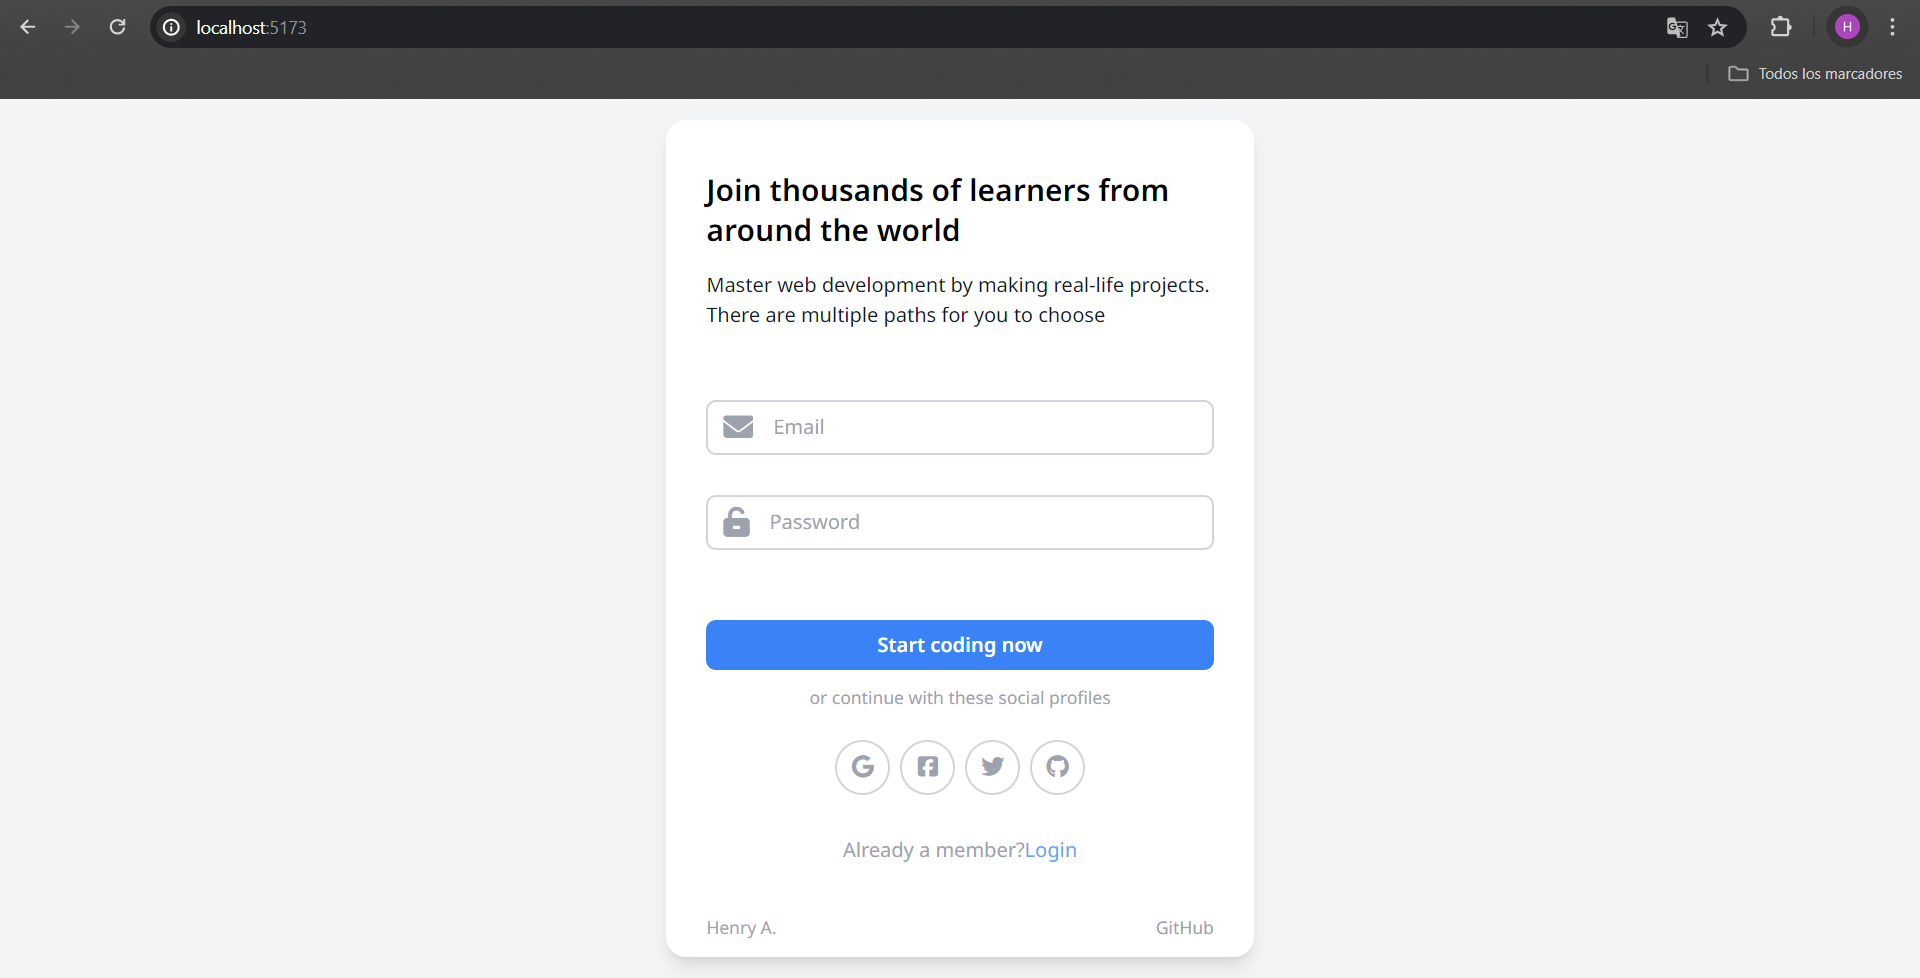 localhost:5173
H
Todos los marcadores
Join thousands of learners from
around the world
Master web development by making real-life projects.
There are multiple paths for you to choose
Email
Password
Start coding now
or continue with these social profiles
Already a member?Login
Henry A.
GitHub